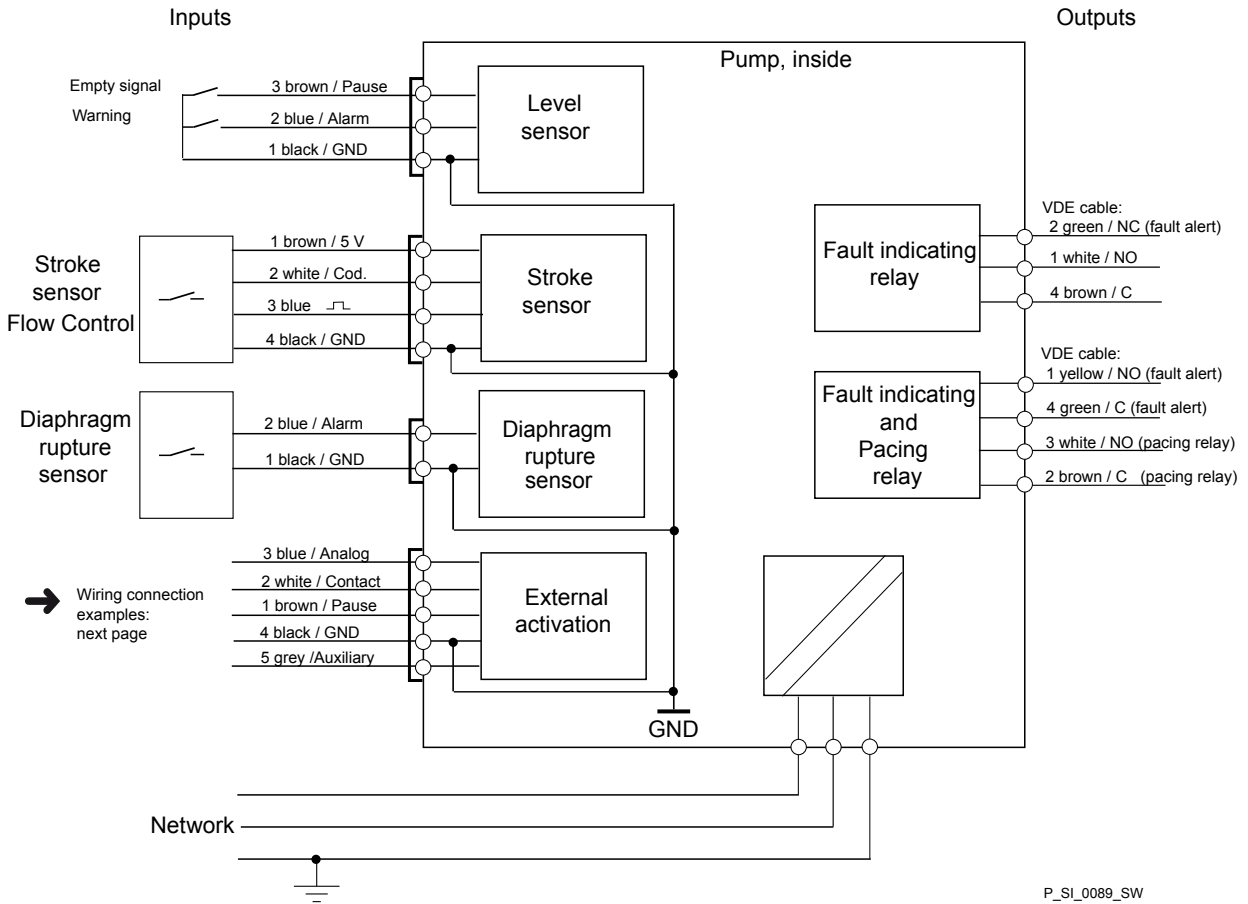 Inputs
Outputs
Pump, inside
Empty signal
Warning
3 brown / Pause
2 blue / Alarm
1 black / GND
Level
sensor
Stroke
sensor
Flow Control
1 brown / 5 V
2 white / Cod.
3 blue
4 black / GND
Stroke
sensor
Diaphragm
rupture
sensor
2 blue / Alarm
1 black / GND
Diaphragm
rupture
sensor
Wiring connection
examples:
next page
3 blue / Analog
2 white / Contact
1 brown / Pause
4 black / GND
5 grey /Auxiliary
External
activation
GND
Fault indicating
relay
VDE cable:
2 green / NC (fault alert)
1 white / NO
4 brown / C
Fault indicating
and
Pacing
relay
VDE cable:
1 yellow / NO (fault alert)
4 green / C (fault alert)
3 white / NO (pacing relay)
2 brown / C (pacing relay)
Network
P_SI_0089_SW